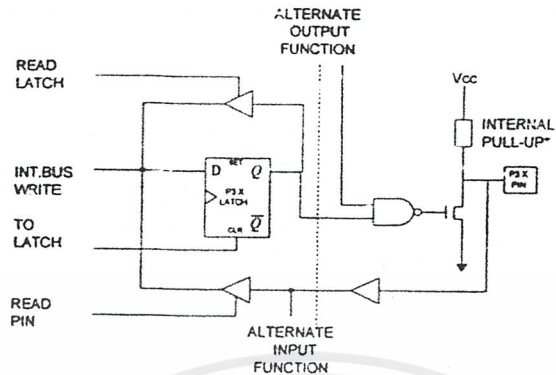 ALTERNATE
OUTPUT
FUNCTION
READ
LATCH
Vcc
INTERNAL
PULL-UP*
INT.BUS
WRITE
D
SET
Q
P3.X
LATCH
CLR
Q
P3.X
PIN
TO
LATCH
READ
PIN
ALTERNATE
INPUT
FUNCTION